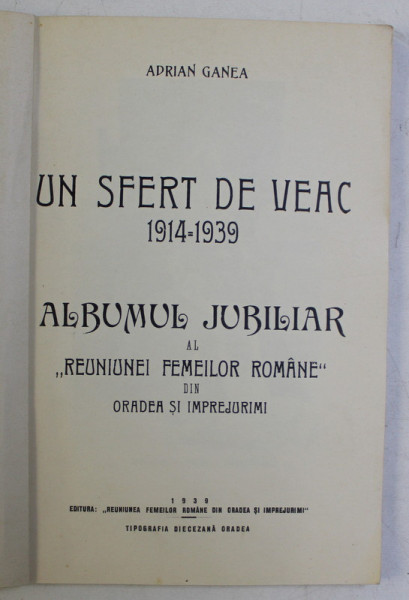 ADRIAN GANEA
UN SFERT DE VEAC
1914=1939
ALBUMUL JUBILIAR
AL
„REUNIUNEI FEMEILOR ROMÂNE“
DIN
ORADEA ȘI IMPREJURIMI
1939
EDITURA: „REUNIUNEA FEMEILOR ROMÂNE DIN ORADEA ȘI IMPREJURIMI“
TIPOGRAFIA DIECEZANĂ ORADEA